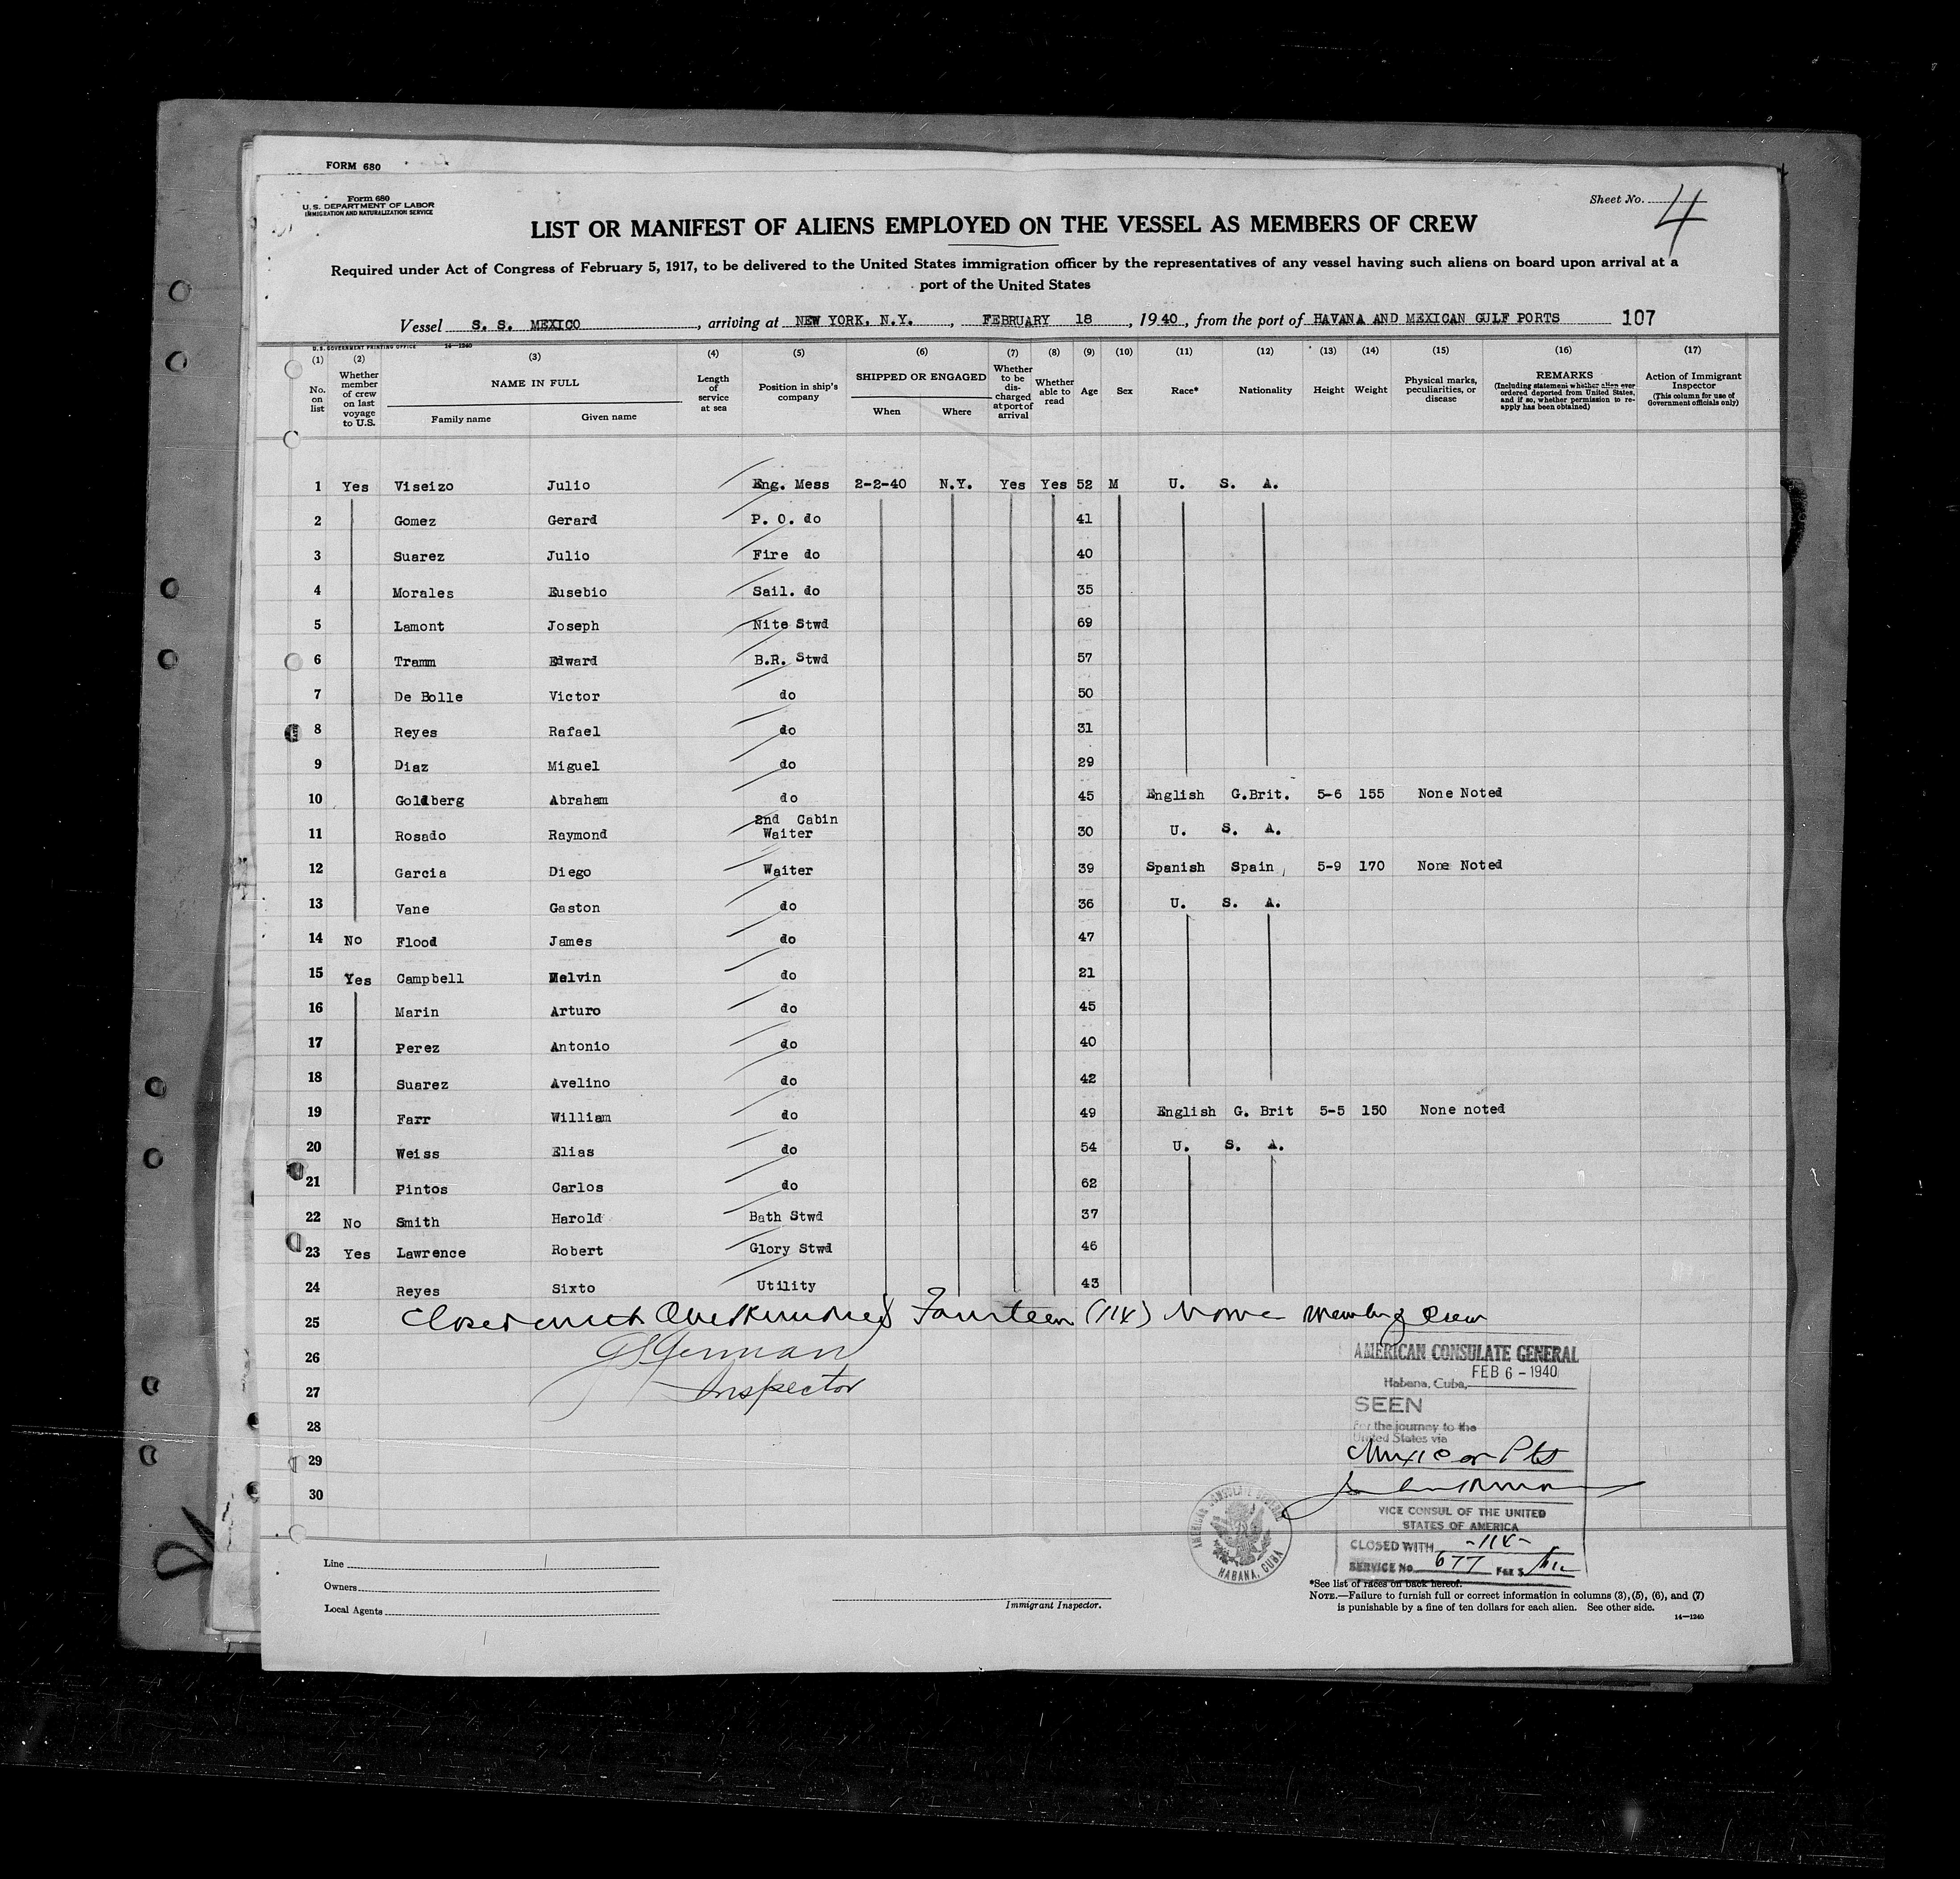 FORM 680
Form 680
U. S. DEPARTMENT OF LABOR
IMMIGRATION AND NATURALIZATION SERVICE
Sheet No. 4
LIST OR MANIFEST OF ALIENS EMPLOYED ON THE VESSEL AS MEMBERS OF CREW
Required under Act of Congress of February 5, 1917, to be delivered to the United States immigration officer by the representatives of any vessel having such aliens on board upon arrival at a
port of the United States
Vessel S. S. MEXICO, arriving at NEW YORK, N.Y., FEBRUARY 18, 1940, from the port of HAVANA AND MEXICAN GULF PORTS 107
U. S. GOVERNMENT PRINTING OFFICE 14—1240
(1) (2) (3) (4) (5) (6) (7) (8) (9) (10) (11) (12) (13) (14) (15) (16) (17)
No. on list
Whether member of crew on last voyage to U.S.
NAME IN FULL
Family name Given name
Length of service at sea
Position in ship's company
SHIPPED OR ENGAGED
When Where
Whether to be discharged at port of arrival
Whether able to read
Age
Sex
Race*
Nationality
Height
Weight
Physical marks, peculiarities, or disease
REMARKS
(Including statement whether alien ever ordered deported from United States, and if so, whether permission to reapply has been obtained)
Action of Immigrant Inspector
(This column for use of Government officials only)
1 Yes Viseizo Julio Eng. Mess 2-2-40 N.Y. Yes Yes 52 M U. S. A.
2 Gomez Gerard P. O. do 41
3 Suarez Julio Fire do 40
4 Morales Eusebio Sail. do 35
5 Lamont Joseph Nite Stwd 69
6 Tramm Edward B.R. Stwd 57
7 De Bolle Victor do 50
8 Reyes Rafael do 31
9 Diaz Miguel do 29
10 Goldberg Abraham do 45 English G.Brit. 5-6 155 None Noted
11 Rosado Raymond 2nd Cabin Waiter 30 U. S. A.
12 Garcia Diego Waiter 39 Spanish Spain 5-9 170 None Noted
13 Vane Gaston do 36 U. S. A.
14 No Flood James do 47
15 Yes Campbell Melvin do 21
16 Marin Arturo do 45
17 Perez Antonio do 40
18 Suarez Avelino do 42
19 Farr William do 49 English G. Brit 5-5 150 None noted
20 Weiss Elias do 54 U. S. A.
21 Pintos Carlos do 62
22 No Smith Harold Bath Stwd 37
23 Yes Lawrence Robert Glory Stwd 46
24 Reyes Sixto Utility 43
25 Closed with One Hundred Fourteen (114) Members Crew
26
27 Inspector
28
29
30
AMERICAN CONSULATE GENERAL
Habana, Cuba, FEB 6 - 1940
SEEN
For the journey to the
United States via
Mexican Pts
VICE CONSUL OF THE UNITED
STATES OF AMERICA
CLOSED WITH -114-
SERVICE No. 677 FEE $
AMERICAN CONSULATE GENERAL HABANA, CUBA
Line
Owners
Local Agents
Immigrant Inspector.
*See list of races on back hereof.
NOTE.—Failure to furnish full or correct information in columns (3), (5), (6), and (7)
is punishable by a fine of ten dollars for each alien. See other side.
14—1240